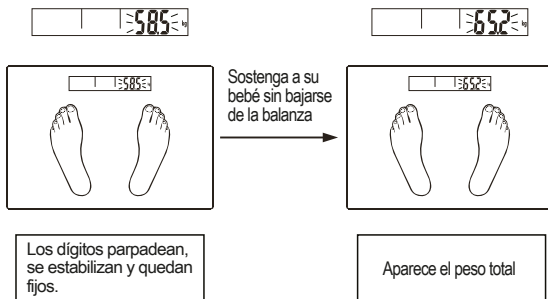 58.5 kg
65.2 kg
58.5
65.2
Sostenga a su
bebé sin bajarse
de la balanza
Los dígitos parpadean,
se estabilizan y quedan
fijos.
Aparece el peso total